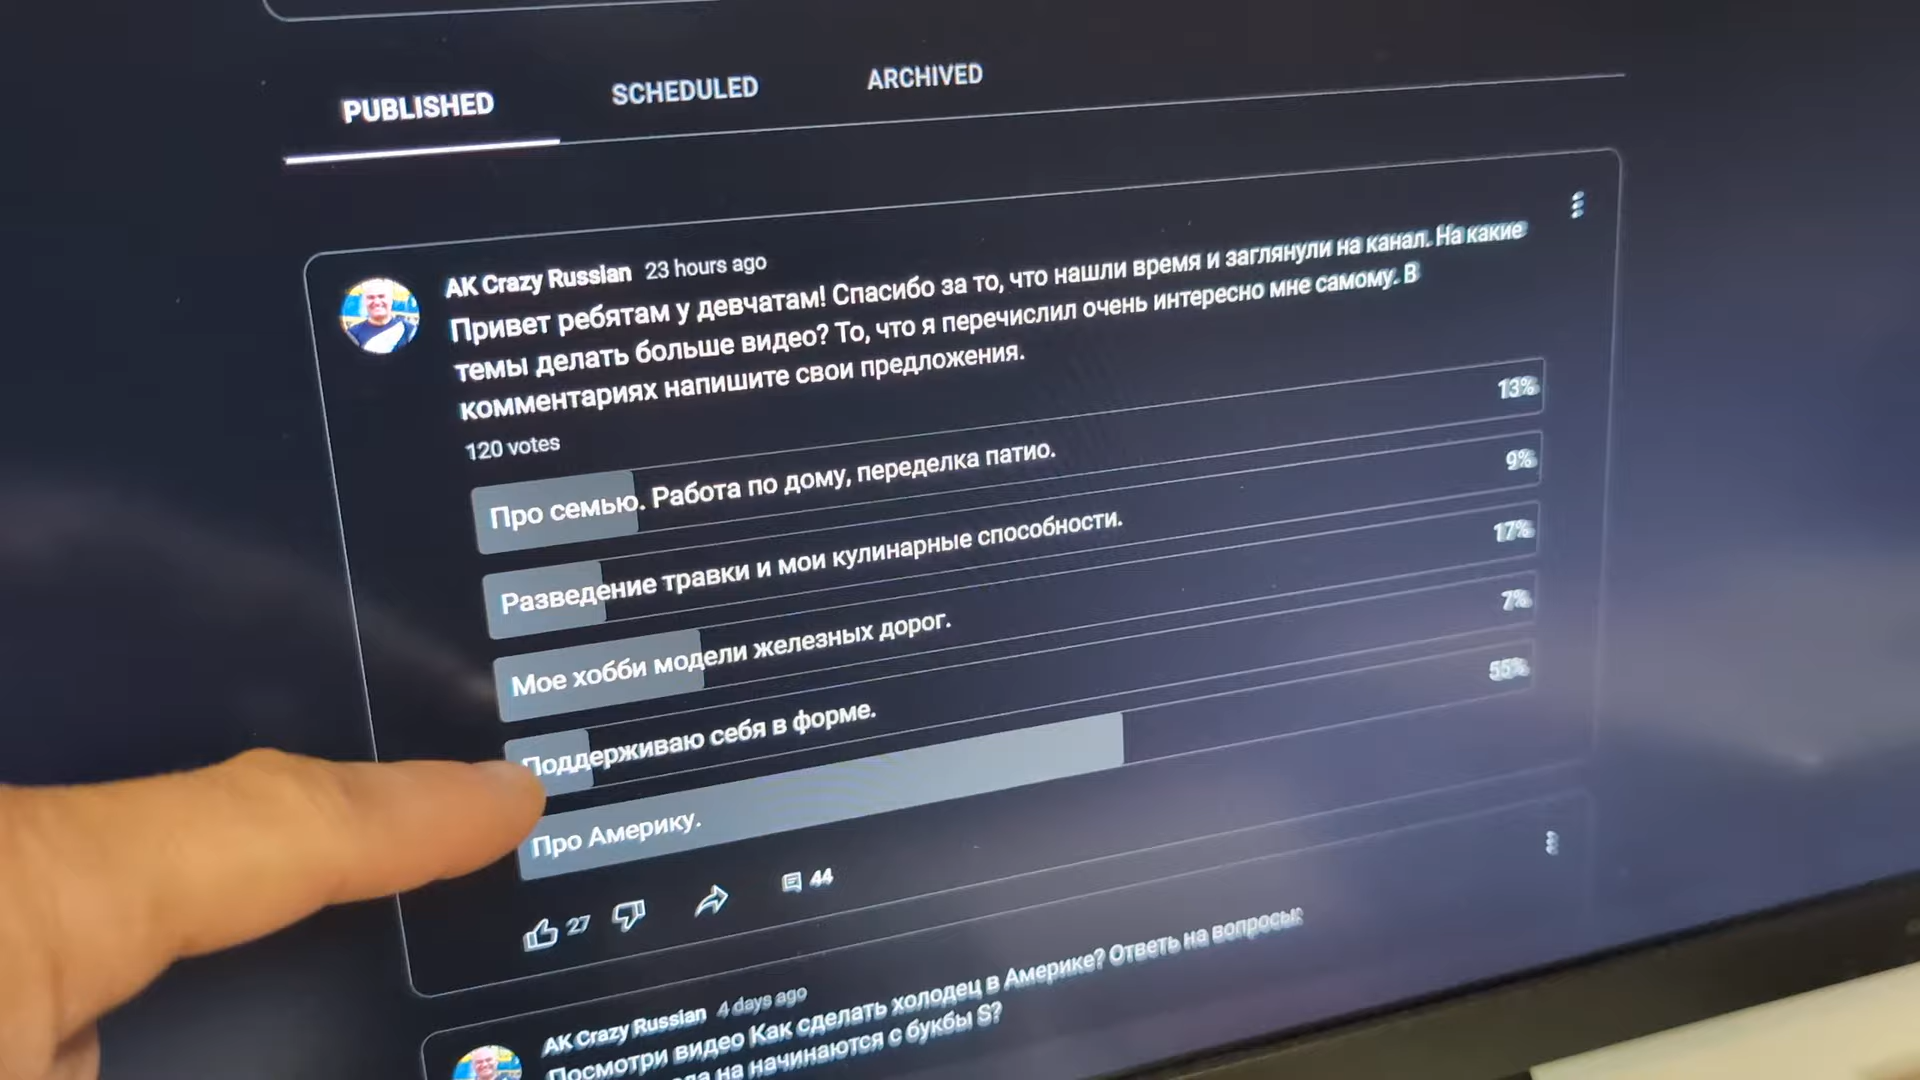 PUBLISHED SCHEDULED ARCHIVED
AK Crazy Russian 23 hours ago
Привет ребятам у девчатам! Спасибо за то, что нашли время и заглянули на канал. На какие
темы делать больше видео? То, что я перечислил очень интересно мне самому. В
комментариях напишите свои предложения.
120 votes
Про семью. Работа по дому, переделка патио. 13%
Разведение травки и мои кулинарные способности. 9%
Мое хобби модели железных дорог. 17%
Поддерживаю себя в форме. 7%
Про Америку. 55%
27 44
AK Crazy Russian 4 days ago
Посмотри видео Как сделать холодец в Америке? Ответь на вопросы:
на начинаются с букбы S?